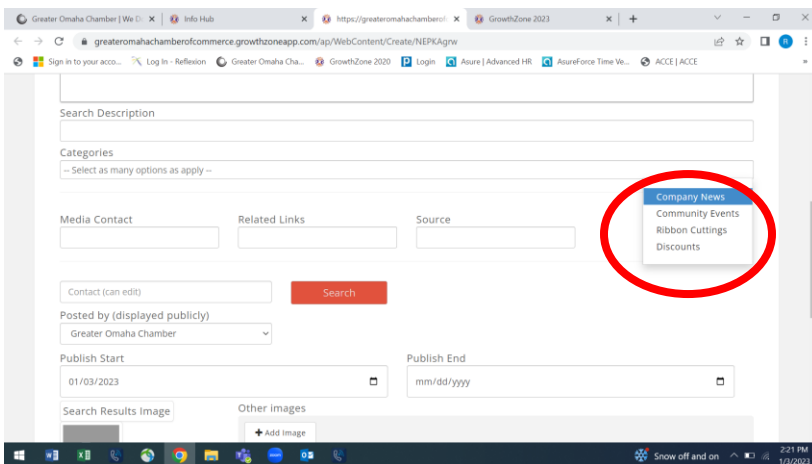 Greater Omaha Chamber | We D
Info Hub
https://greateromahachamberof
GrowthZone 2023
greateromahachamberofcommerce.growthzoneapp.com/ap/WebContent/Create/NEPKAgrw
R
Sign in to your acco...
Log In - Reflexion
Greater Omaha Cha...
GrowthZone 2020
Login
Asure | Advanced HR
AsureForce Time Ve...
ACCE | ACCE
»
Search Description
Categories
-- Select as many options as apply --
Company News
Community Events
Ribbon Cuttings
Discounts
Media Contact
Related Links
Source
Contact (can edit)
Search
Posted by (displayed publicly)
Greater Omaha Chamber
Publish Start
Publish End
01/03/2023
mm/dd/yyyy
Search Results Image
Other images
+ Add Image
Snow off and on
2:21 PM
1/3/2023